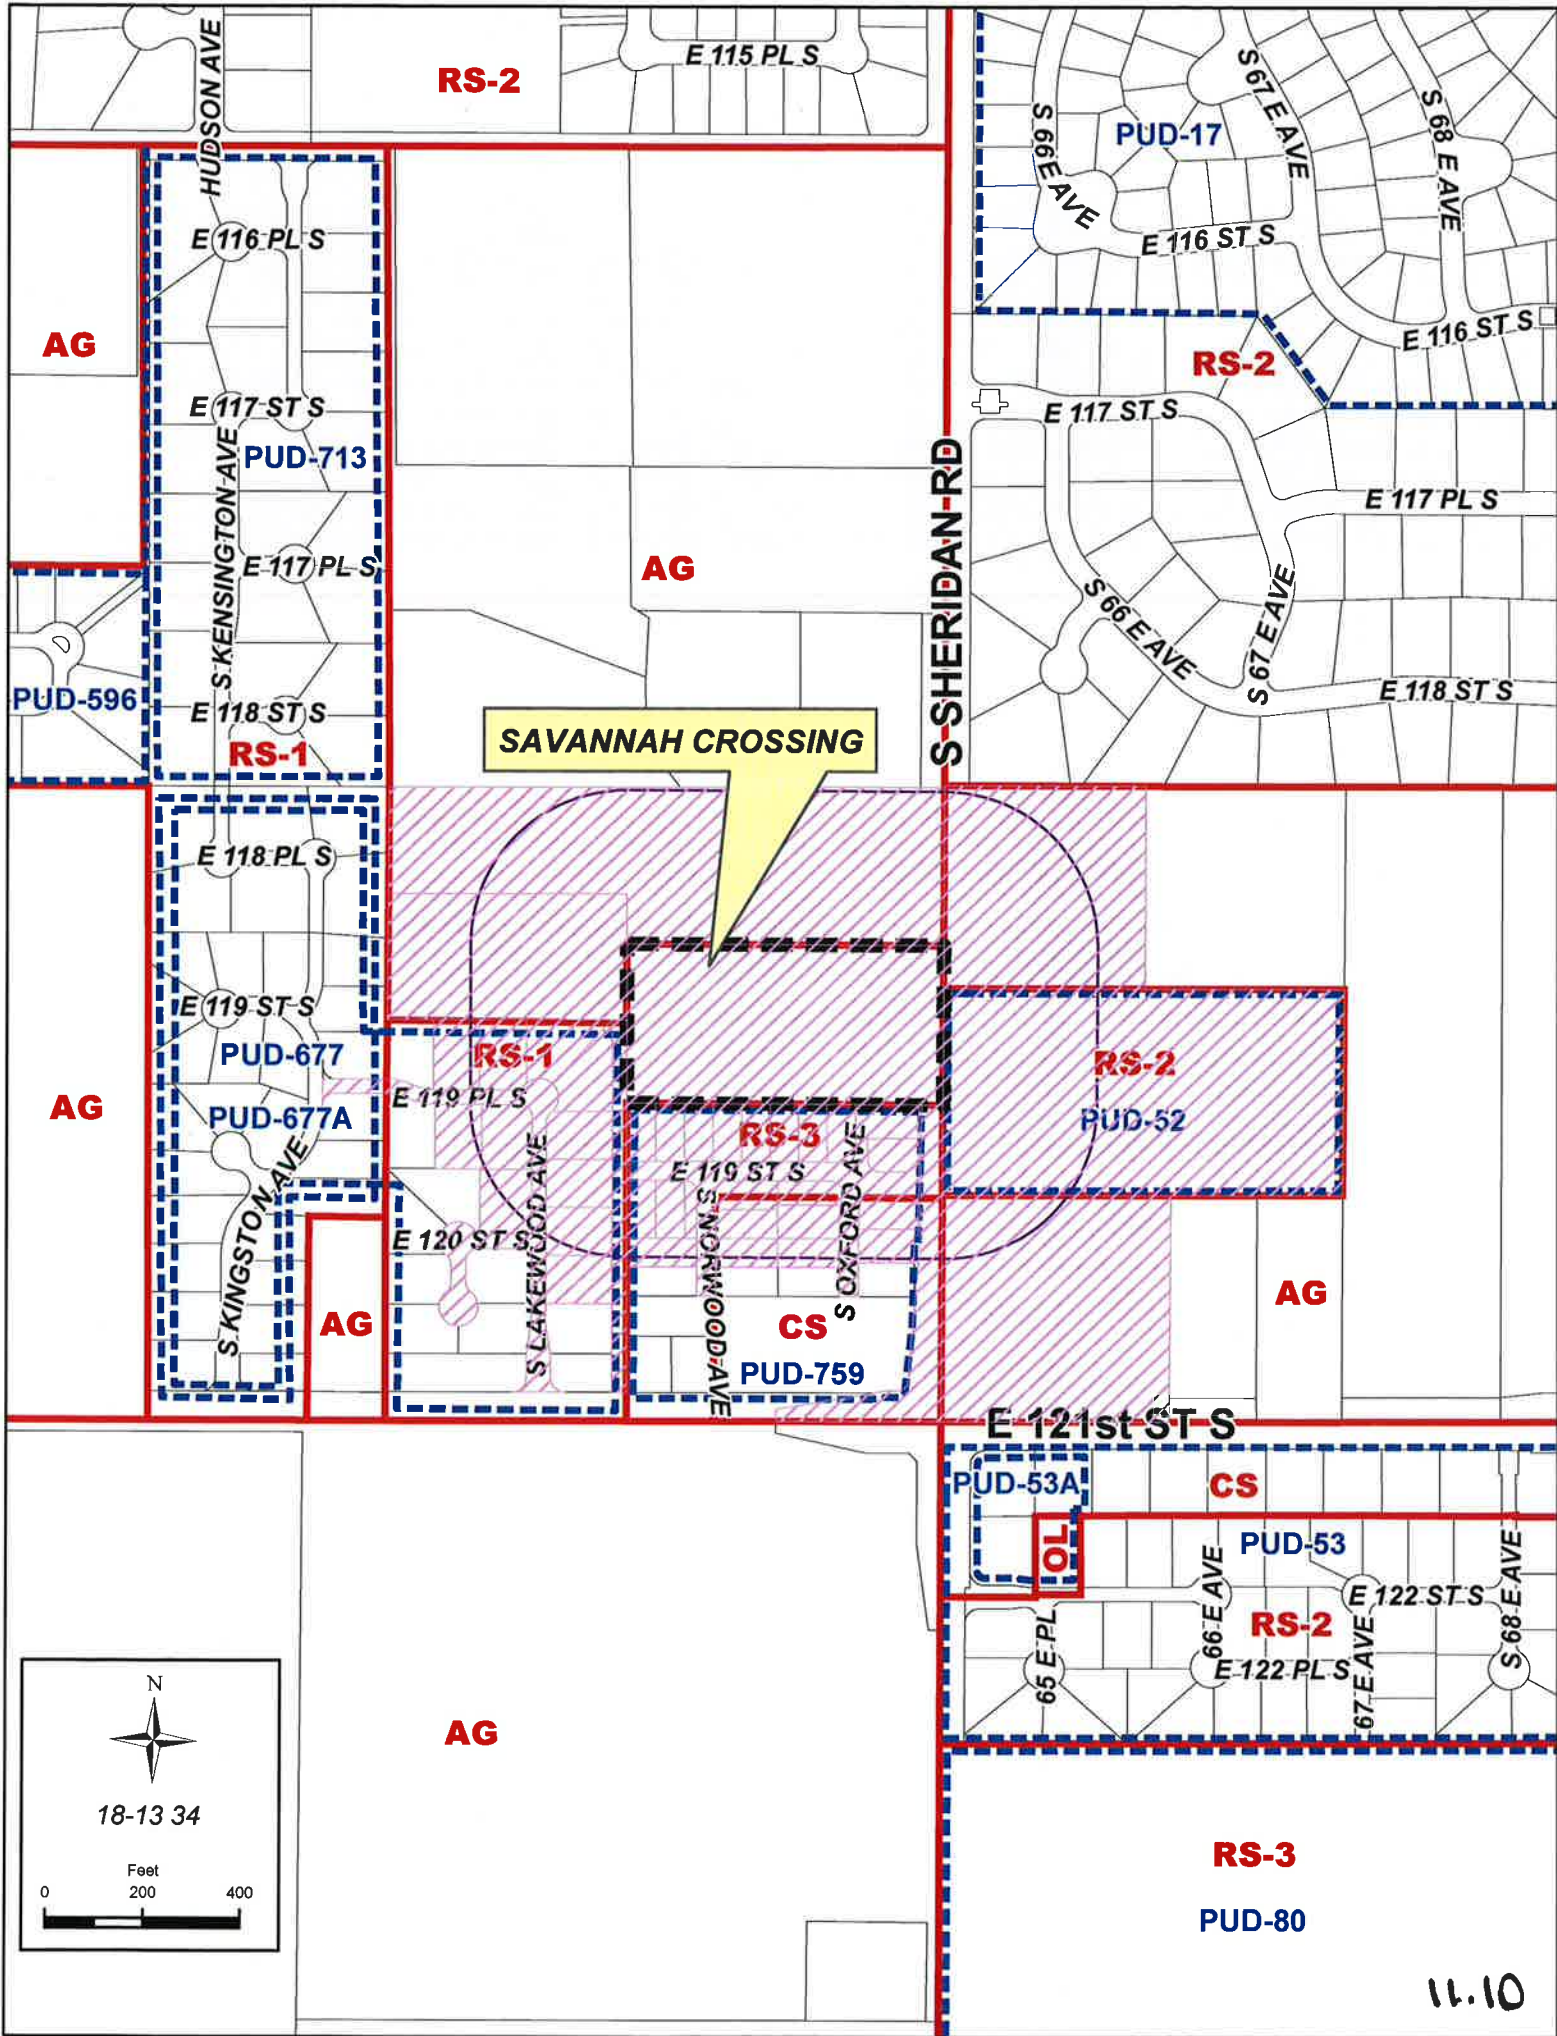 HUDSON AVE
RS-2
E 115 PL S
S 66 E AVE
PUD-17
S 67 E AVE
S 68 E AVE
E 116 PL S
E 116 ST S
E 116 ST S
AG
RS-2
E 117 ST S
E 117 ST S
PUD-713
S SHERIDAN RD
E 117 PL S
S KENSINGTON AVE
E 117 PL S
AG
S 66 E AVE
S 67 E AVE
PUD-596
E 118 ST S
E 118 ST S
RS-1
SAVANNAH CROSSING
E 118 PL S
E 119 ST S
PUD-677
RS-1
RS-2
E 119 PL S
AG
PUD-677A
PUD-52
RS-3
E 119 ST S
S KINGSTON AVE
S LAKEWOOD AVE
S NORWOOD AVE
S OXFORD AVE
E 120 ST S
AG
AG
CS
PUD-759
E 121st ST S
PUD-53A
CS
OL
PUD-53
66 E AVE
E 122 ST S
S 68 E AVE
RS-2
65 E PL
E 122 PL S
67 E AVE
N
AG
18-13 34
Feet
0 200 400
RS-3
PUD-80
11.10